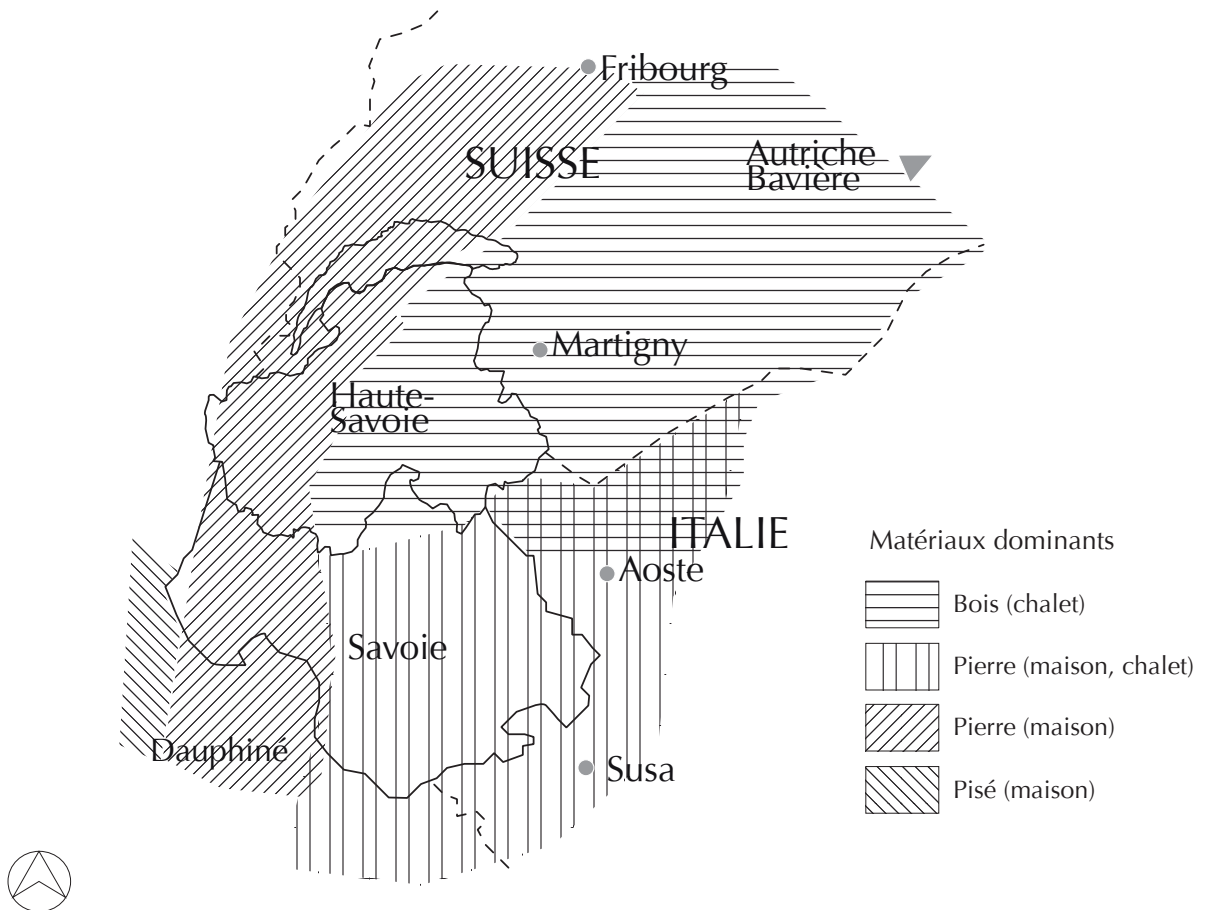 Fribourg
SUISSE
Autriche
Bavière
Martigny
Haute-
Savoie
ITALIE
Aoste
Savoie
Dauphiné
Susa
Matériaux dominants
Bois (chalet)
Pierre (maison, chalet)
Pierre (maison)
Pisé (maison)